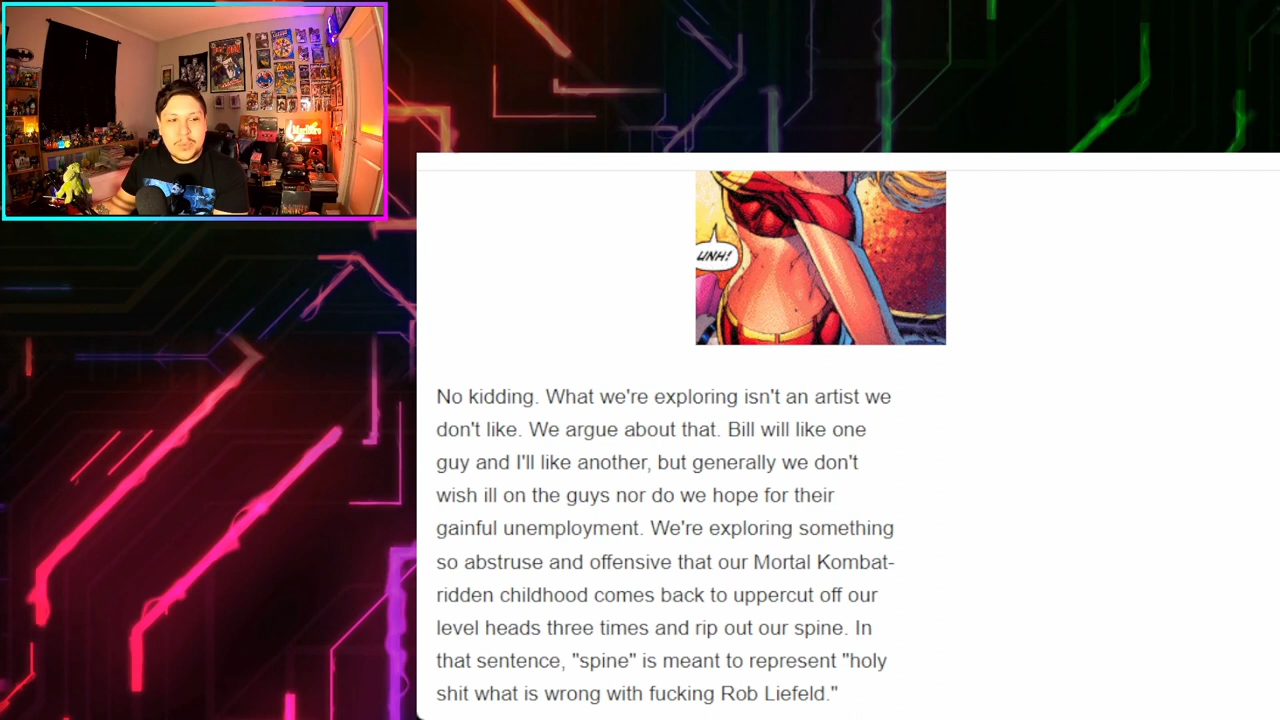 UNH!
No kidding. What we're exploring isn't an artist we
don't like. We argue about that. Bill will like one
guy and I'll like another, but generally we don't
wish ill on the guys nor do we hope for their
gainful unemployment. We're exploring something
so abstruse and offensive that our Mortal Kombat-
ridden childhood comes back to uppercut off our
level heads three times and rip out our spine. In
that sentence, "spine" is meant to represent "holy
shit what is wrong with fucking Rob Liefeld."